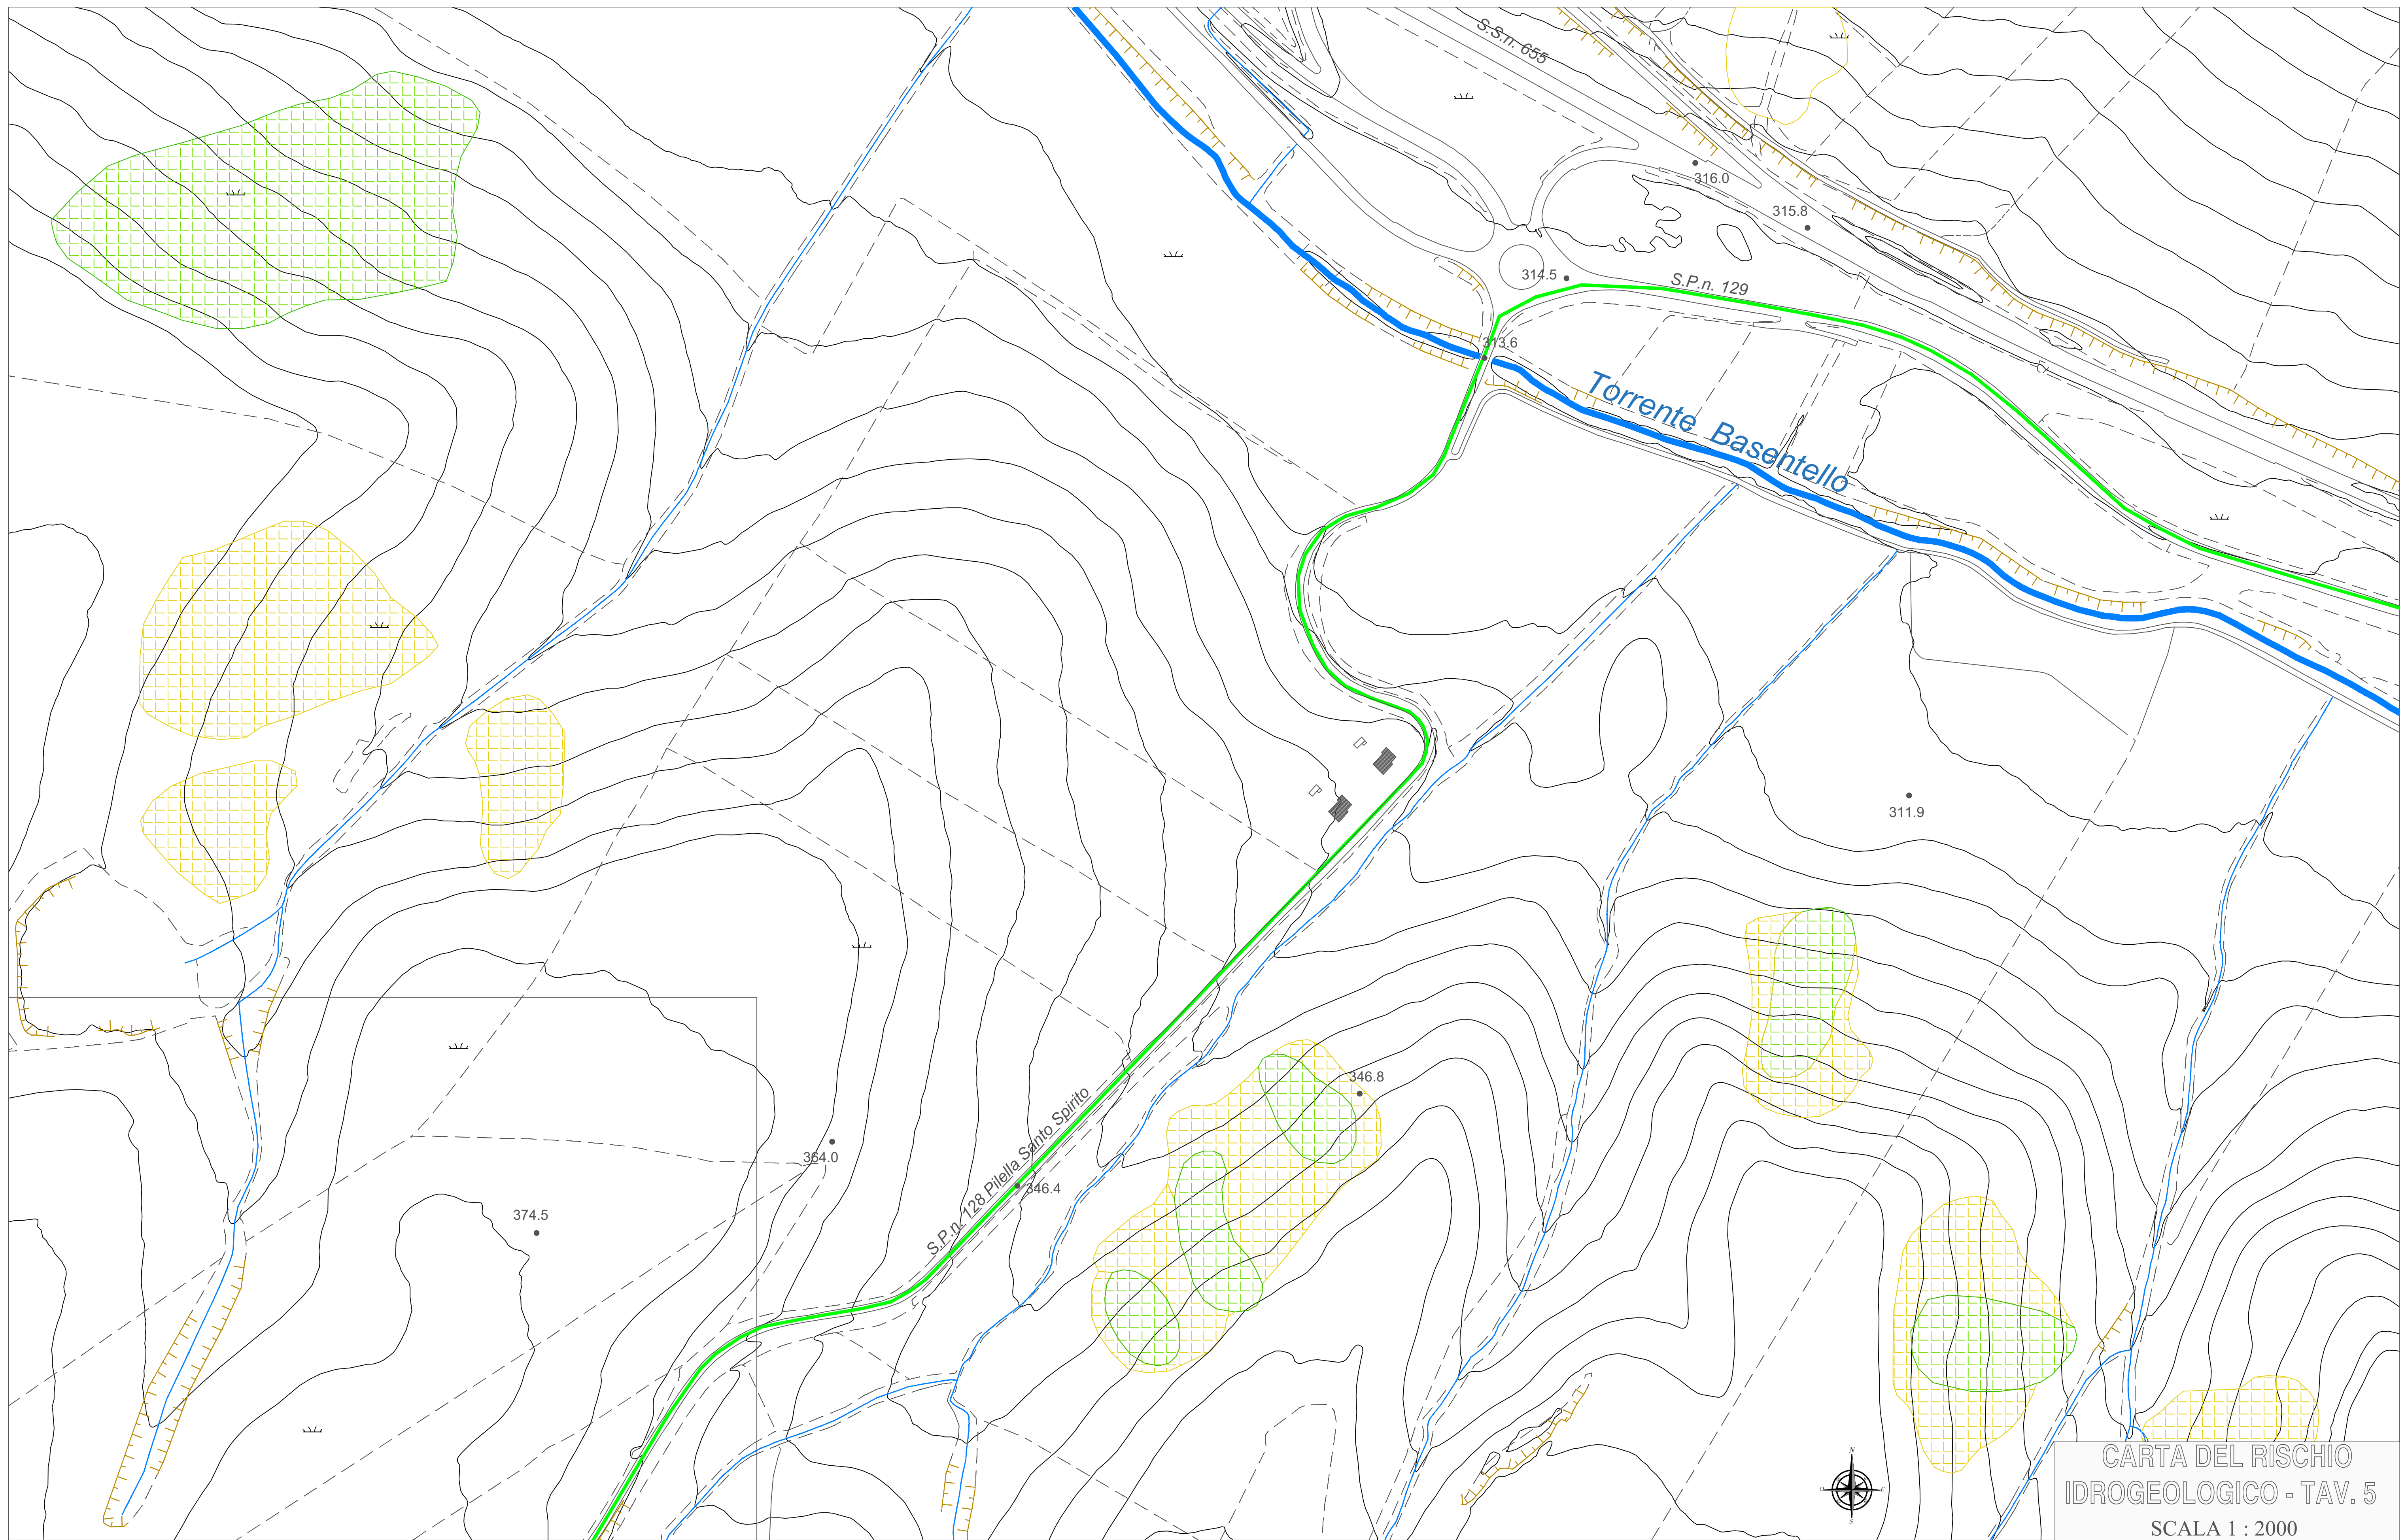 S.S.n. 655
316.0
315.8
314.5
S.P.n. 129
313.6
Torrente Basentello
311.9
346.8
S.P.n. 128 Pilella Santo Spirito
364.0
346.4
374.5
N
O
E
S
CARTA DEL RISCHIO
IDROGEOLOGICO - TAV. 5
SCALA 1 : 2000